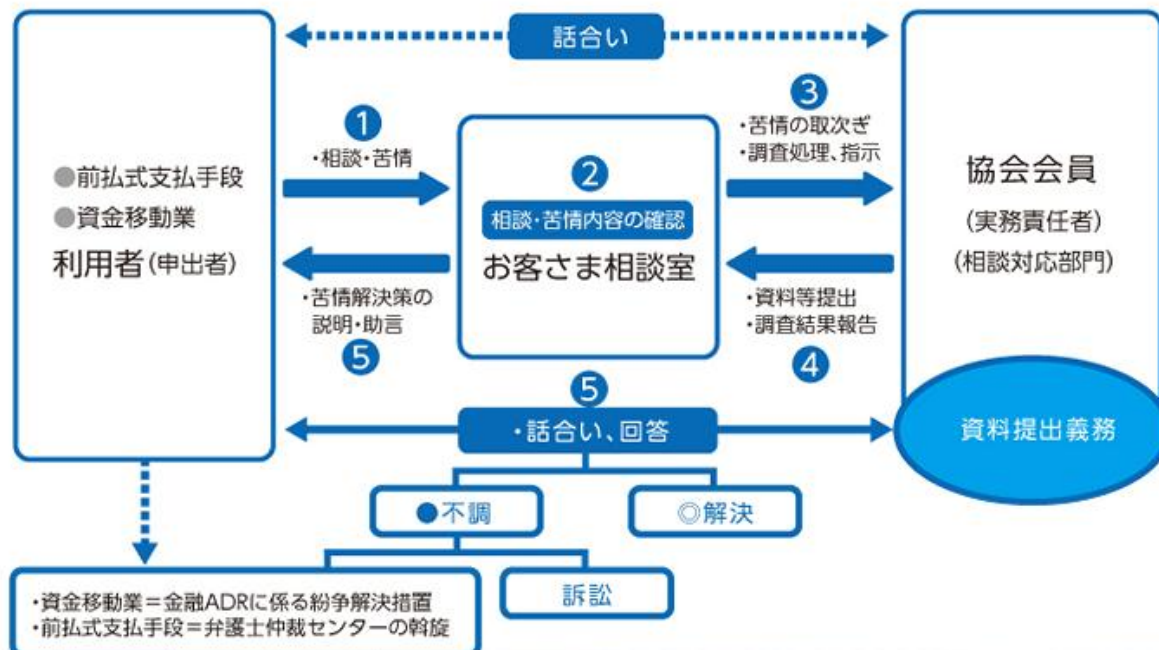 話合い
●前払式支払手段
●資金移動業
利用者(申出者)
❶
・相談・苦情
・苦情解決策の
説明・助言
❺
❷
相談・苦情内容の確認
お客さま相談室
❸
・苦情の取次ぎ
・調査処理、指示
・資料等提出
・調査結果報告
❹
協会会員
(実務責任者)
(相談対応部門)
資料提出義務
❺
・話合い、回答
●不調
◎解決
訴訟
・資金移動業=金融ADRに係る紛争解決措置
・前払式支払手段=弁護士仲裁センターの斡旋